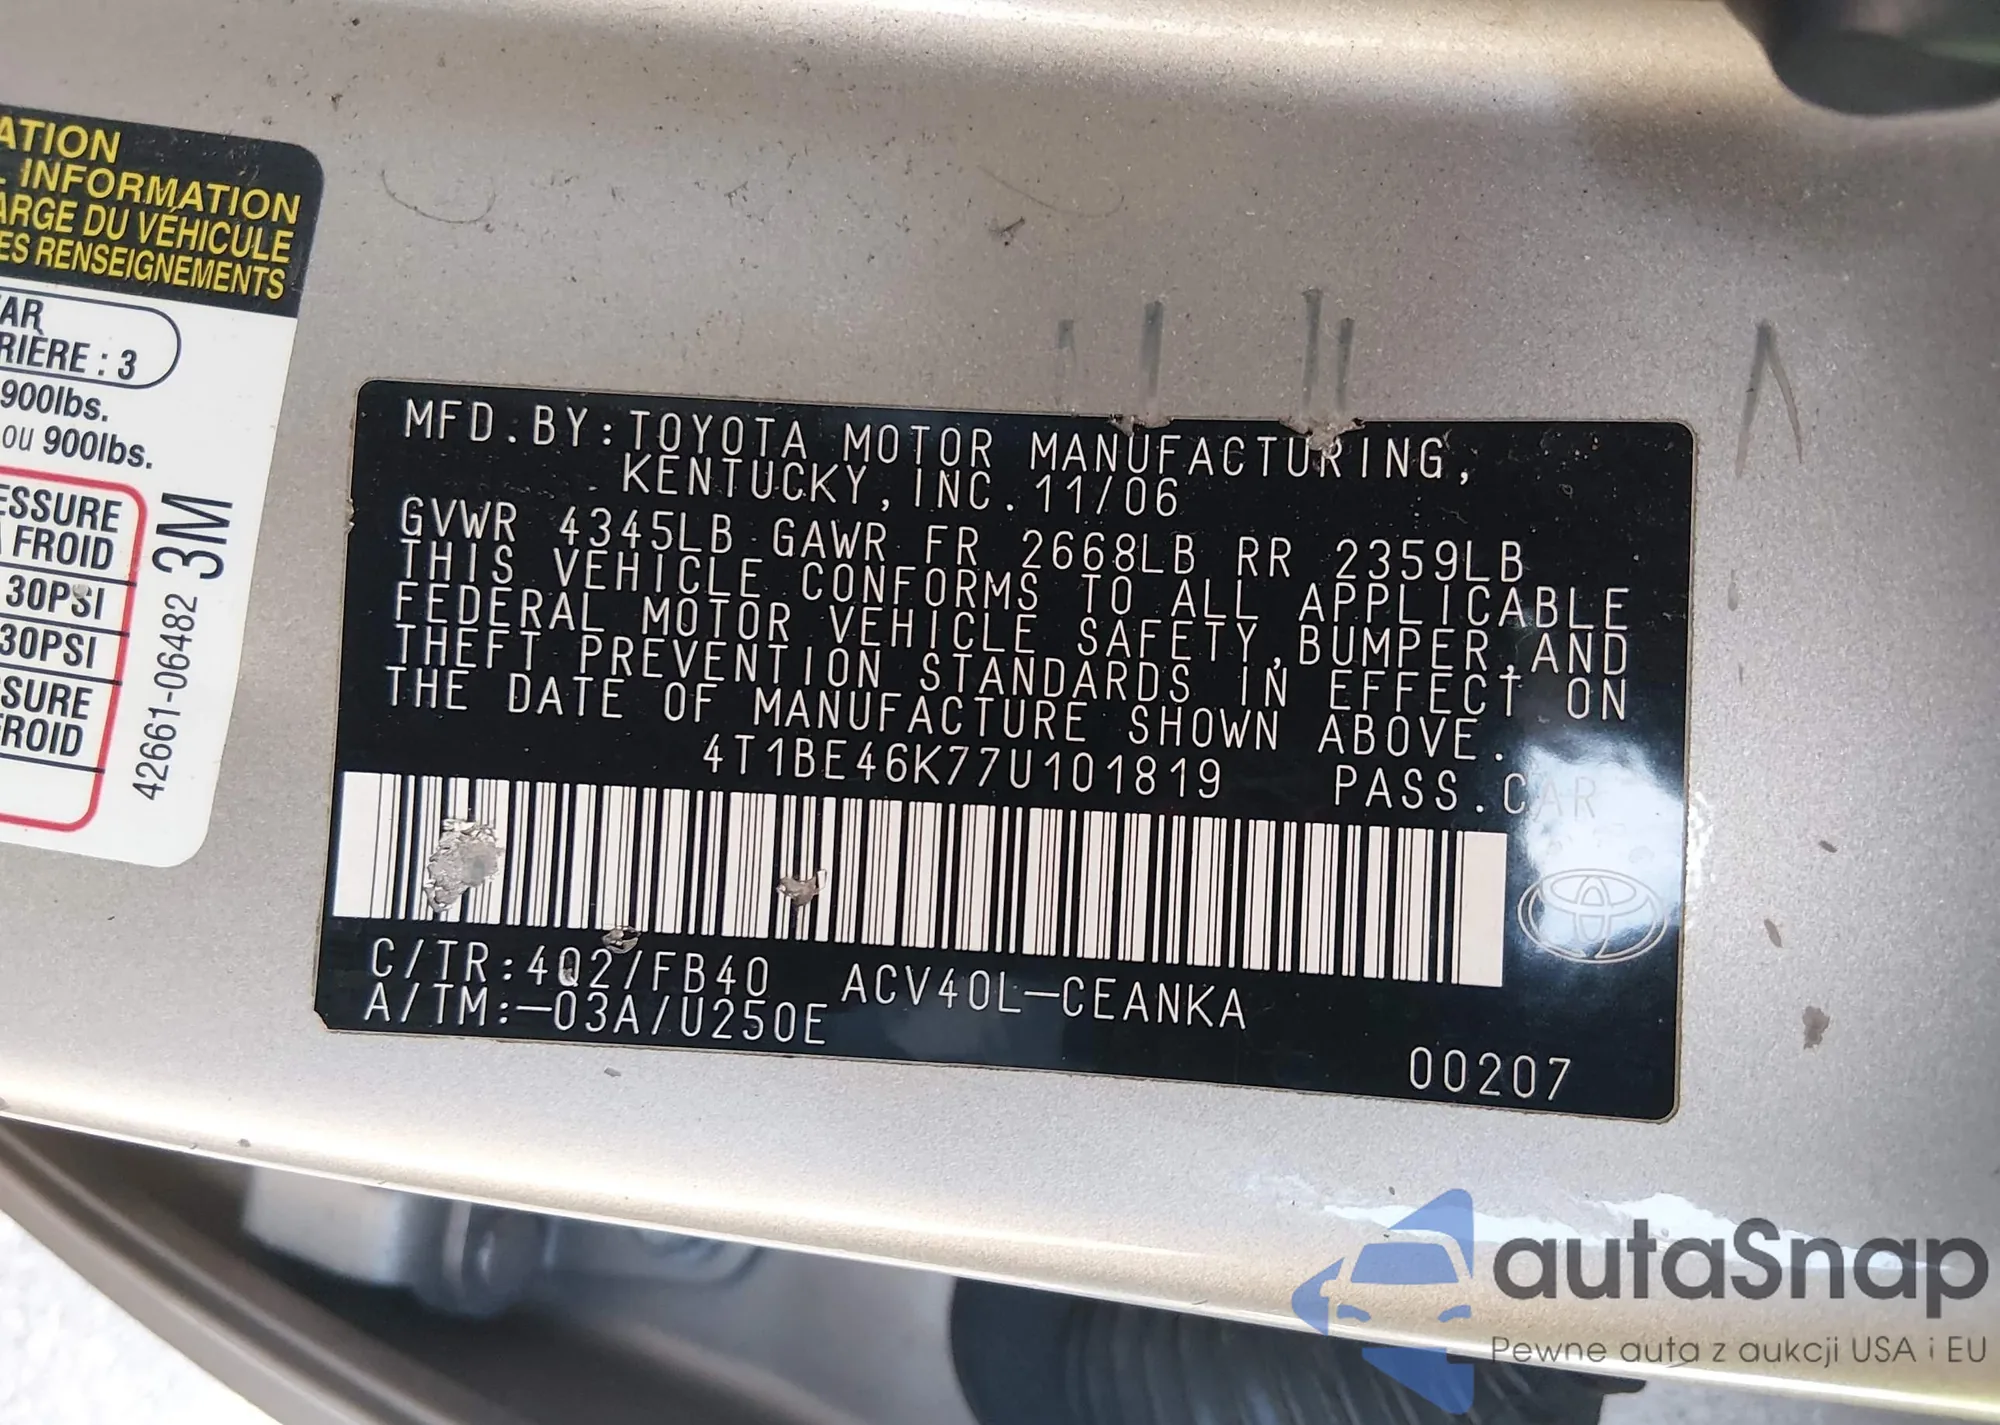 ATION
L INFORMATION
ARGE DU VÉHICULE
ES RENSEIGNEMENTS
AR
RIÈRE : 3
900lbs.
ou 900lbs.
ESSURE
FROID
30PSI
30PSI
SSURE
FROID
42661-06482 3M
MFD.BY:TOYOTA MOTOR MANUFACTURING,
KENTUCKY,INC.11/06
GVWR 4345LB GAWR FR 2668LB RR 2359LB
THIS VEHICLE CONFORMS TO ALL APPLICABLE
FEDERAL MOTOR VEHICLE SAFETY,BUMPER,AND
THEFT PREVENTION STANDARDS IN EFFECT ON
THE DATE OF MANUFACTURE SHOWN ABOVE.
4T1BE46K77U101819 PASS.CAR
C/TR:4Q2/FB40 ACV40L-CEANKA
A/TM:-03A/U250E
00207
autaSnap
Pewne auta z aukcji USA i EU